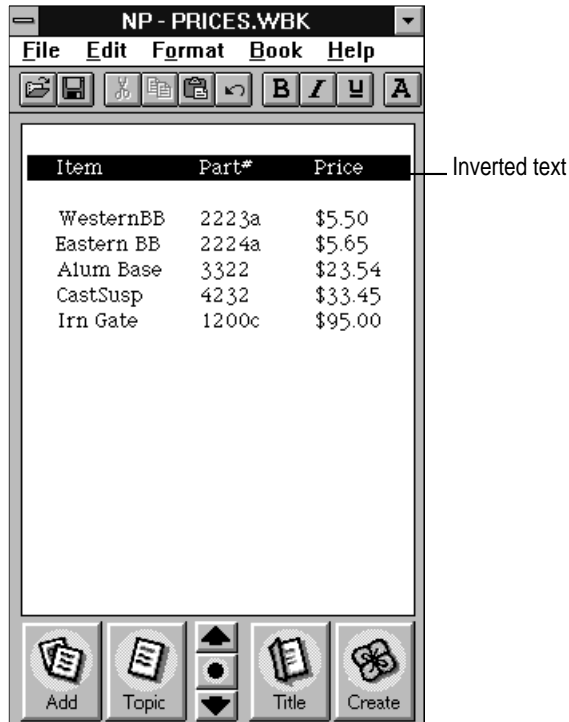 NP - PRICES.WBK
File Edit Format Book Help
B I U A
Item Part# Price
Inverted text
WesternBB 2223a $5.50
Eastern BB 2224a $5.65
Alum Base 3322 $23.54
CastSusp 4232 $33.45
Irn Gate 1200c $95.00
Add Topic Title Create